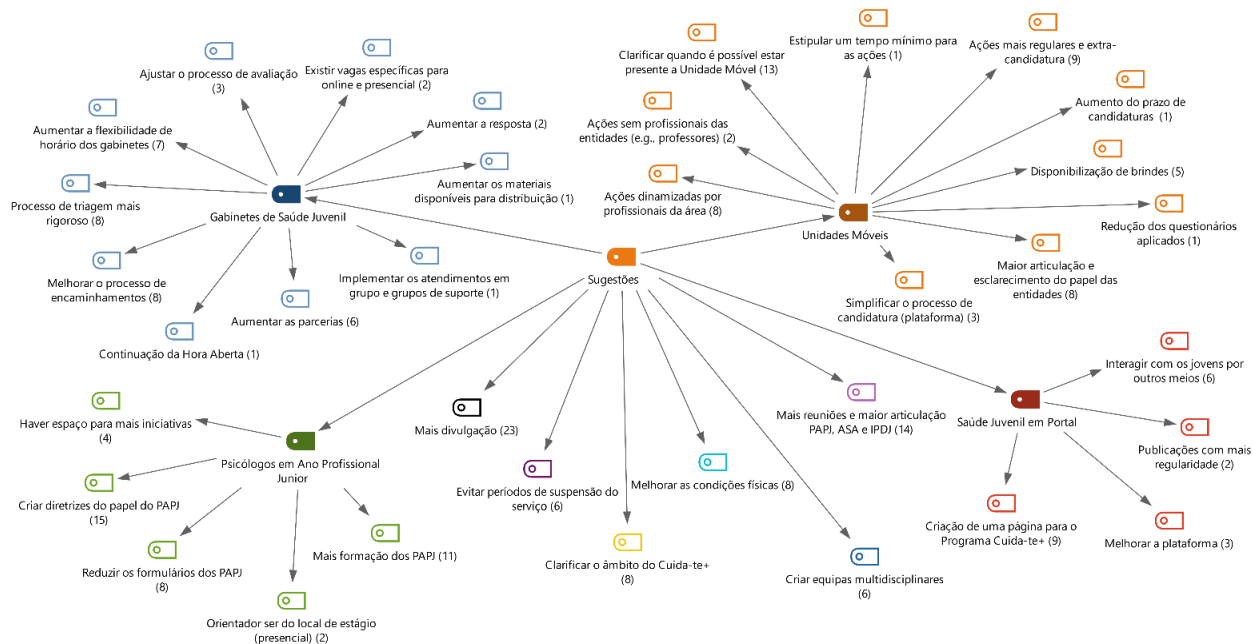 Ajustar o processo de avaliação
(3)
Existir vagas específicas para
online e presencial (2)
Aumentar a flexibilidade de
horário dos gabinetes (7)
Aumentar a resposta (2)
Processo de triagem mais
rigoroso (8)
Gabinetes de Saúde Juvenil
Aumentar os materiais
disponíveis para distribuição (1)
Melhorar o processo de
encaminhamentos (8)
Implementar os atendimentos em
grupo e grupos de suporte (1)
Aumentar as parcerias (6)
Continuação da Hora Aberta (1)
Clarificar quando é possível estar
presente a Unidade Móvel (13)
Estipular um tempo mínimo para
as ações (1)
Ações mais regulares e extra-
candidatura (9)
Ações sem profissionais das
entidades (e.g., professores) (2)
Aumento do prazo de
candidaturas (1)
Disponibilização de brindes (5)
Ações dinamizadas por
profissionais da área (8)
Unidades Móveis
Redução dos questionários
aplicados (1)
Maior articulação e
esclarecimento do papel das
entidades (8)
Simplificar o processo de
candidatura (plataforma) (3)
Sugestões
Haver espaço para mais iniciativas
(4)
Psicólogos em Ano Profissional
Junior
Criar diretrizes do papel do PAPJ
(15)
Reduzir os formulários dos PAPJ
(8)
Mais formação dos PAPJ (11)
Orientador ser do local de estágio
(presencial) (2)
Mais divulgação (23)
Evitar períodos de suspensão do
serviço (6)
Clarificar o âmbito do Cuida-te+
(8)
Melhorar as condições físicas (8)
Mais reuniões e maior articulação
PAPJ, ASA e IPDJ (14)
Criar equipas multidisciplinares
(6)
Saúde Juvenil em Portal
Interagir com os jovens por
outros meios (6)
Publicações com mais
regularidade (2)
Criação de uma página para o
Programa Cuida-te+ (9)
Melhorar a plataforma (3)